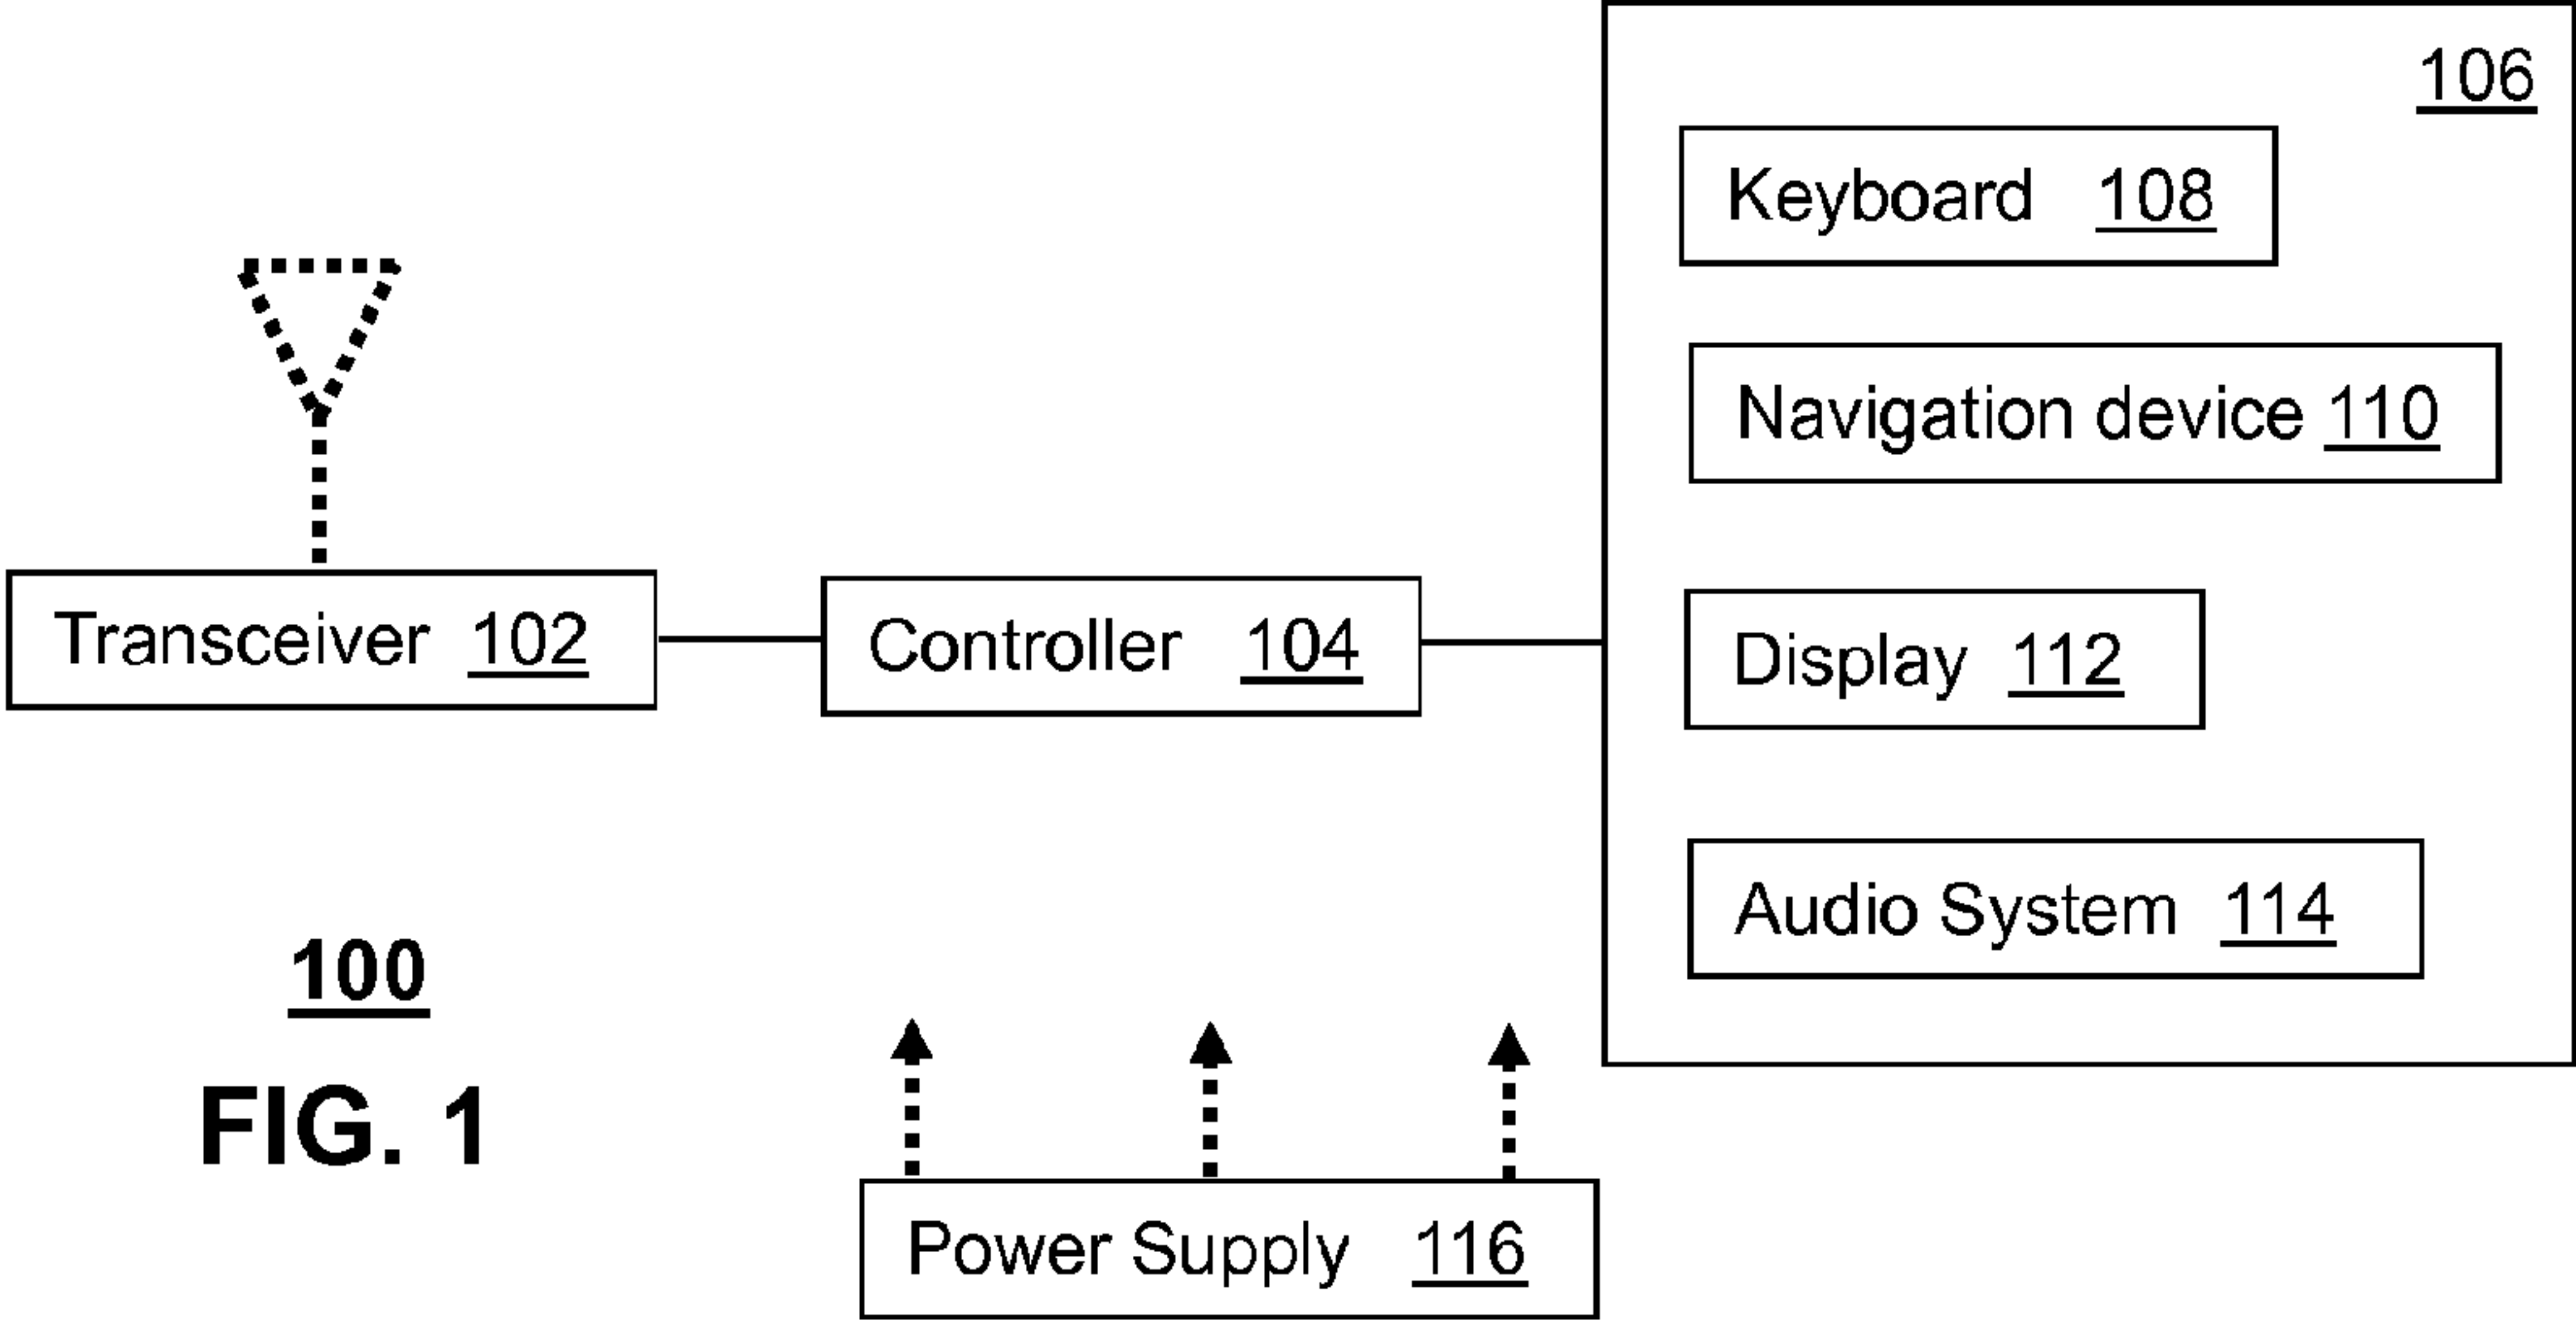 106
Keyboard 108
Navigation device 110
Transceiver 102
Controller 104
Display 112
Audio System 114
100
FIG. 1
Power Supply 116